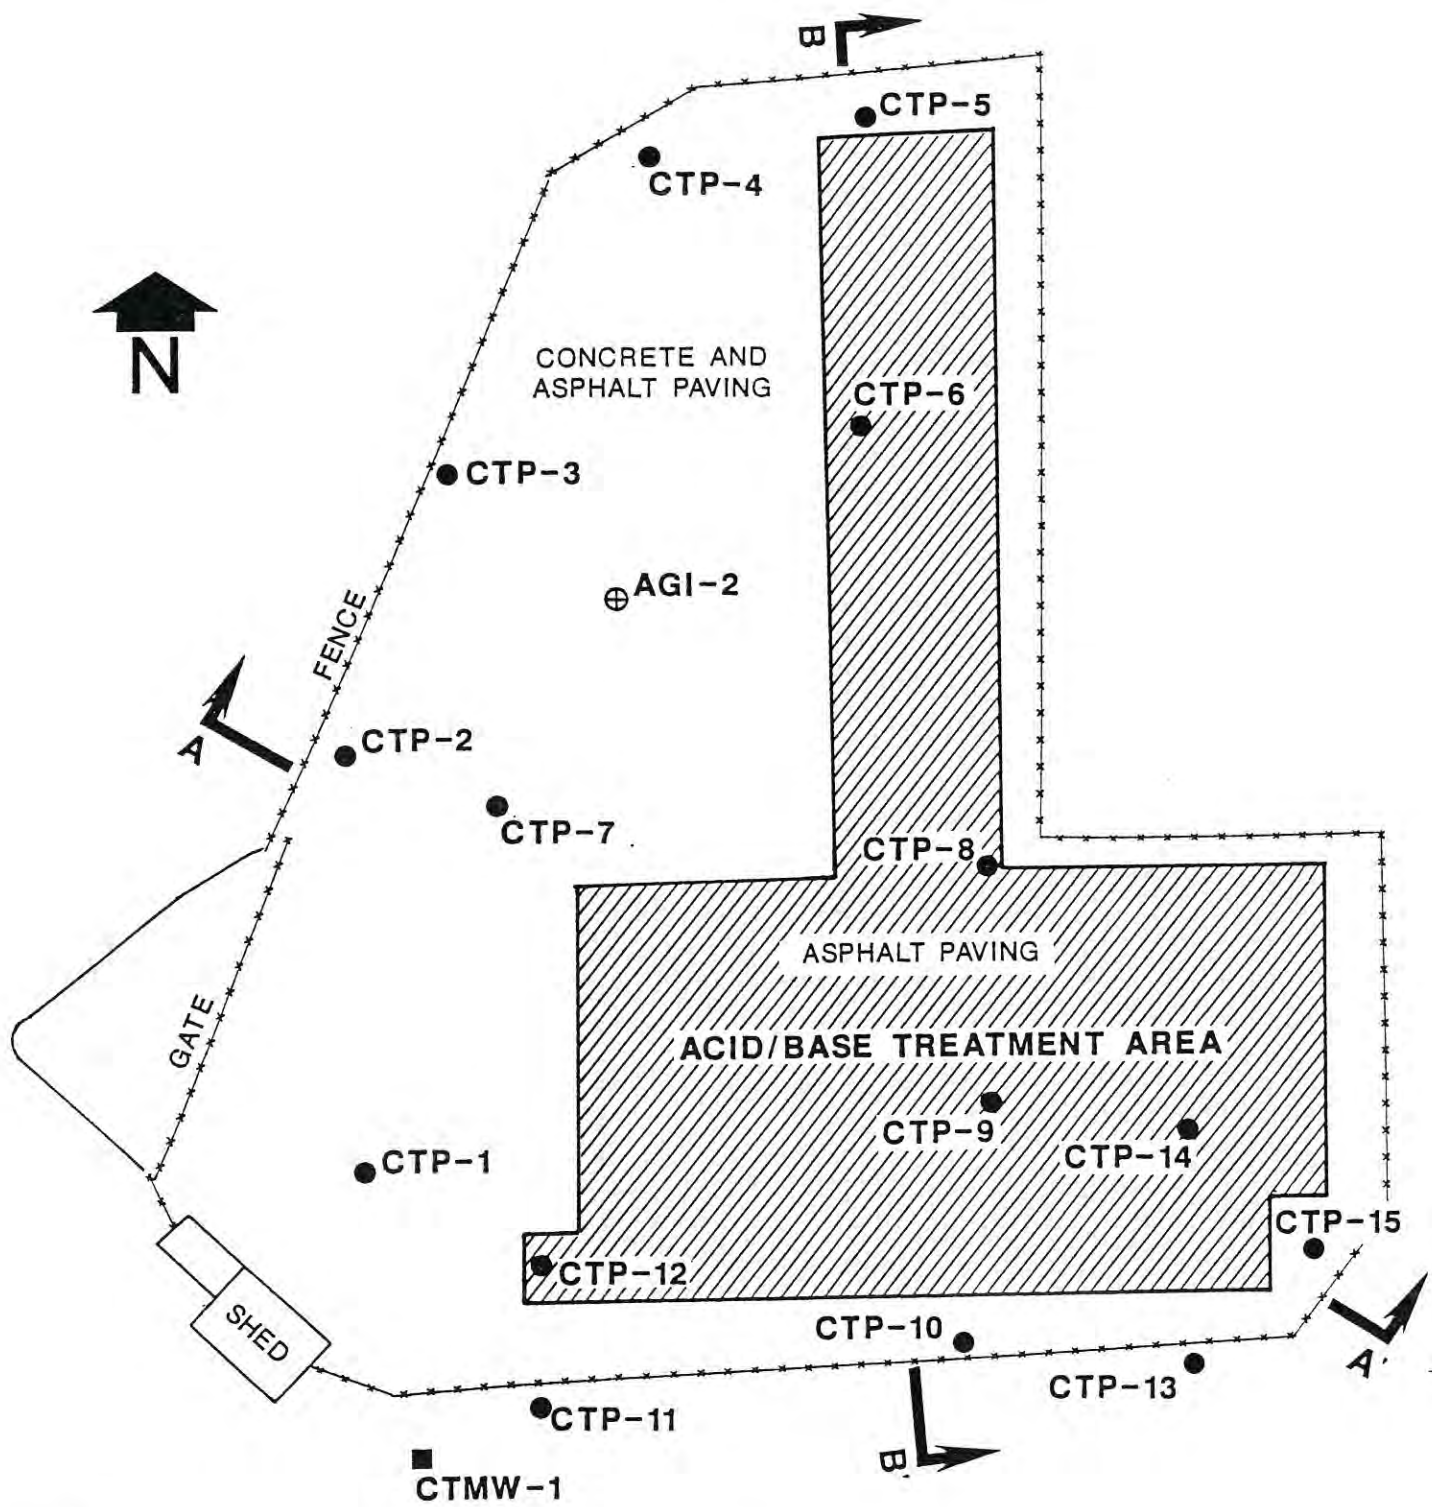 B
CTP-5
CTP-4
N
CONCRETE AND
ASPHALT PAVING
CTP-6
CTP-3
AGI-2
FENCE
A
CTP-2
CTP-7
CTP-8
ASPHALT PAVING
GATE
ACID/BASE TREATMENT AREA
CTP-9
CTP-14
CTP-1
CTP-15
CTP-12
SHED
CTP-10
A'
CTP-13
CTP-11
B'
CTMW-1